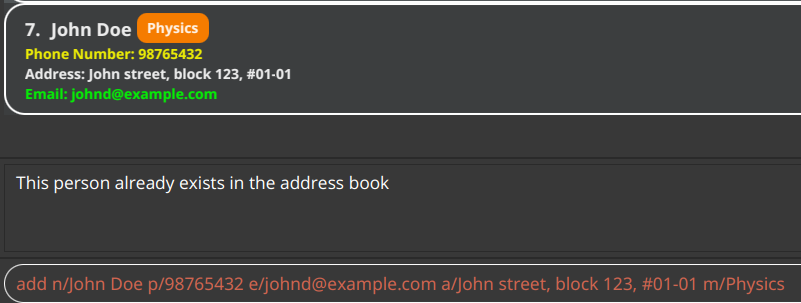 7. John Doe Physics
Phone Number: 98765432
Address: John street, block 123, #01-01
Email: johnd@example.com
This person already exists in the address book
add n/John Doe p/98765432 e/johnd@example.com a/John street, block 123, #01-01 m/Physics